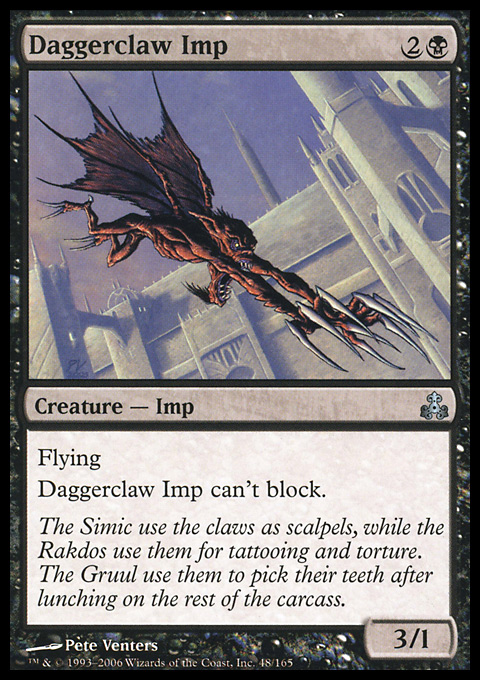 Daggerclaw Imp 2
PV
Creature — Imp
Flying
Daggerclaw Imp can't block.
The Simic use the claws as scalpels, while the
Rakdos use them for tattooing and torture.
The Gruul use them to pick their teeth after
lunching on the rest of the carcass.
Pete Venters
3/1
™ & © 1993–2006 Wizards of the Coast, Inc. 48/165